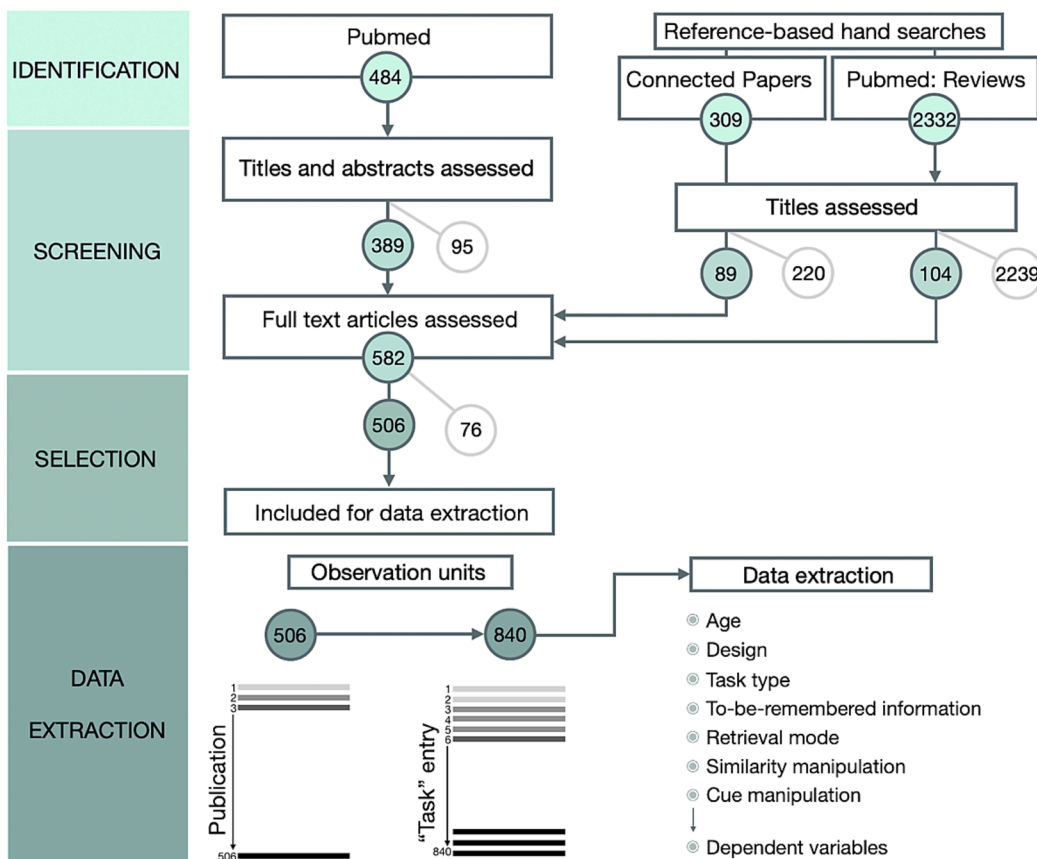 IDENTIFICATION
Pubmed
484
Reference-based hand searches
Connected Papers
309
Pubmed: Reviews
2332
SCREENING
Titles and abstracts assessed
389
95
Titles assessed
89
220
104
2239
Full text articles assessed
582
SELECTION
506
76
Included for data extraction
DATA
EXTRACTION
Observation units
506
840
Publication
1
2
3
506
"Task" entry
1
2
3
4
5
6
840
Data extraction
Age
Design
Task type
To-be-remembered information
Retrieval mode
Similarity manipulation
Cue manipulation
Dependent variables